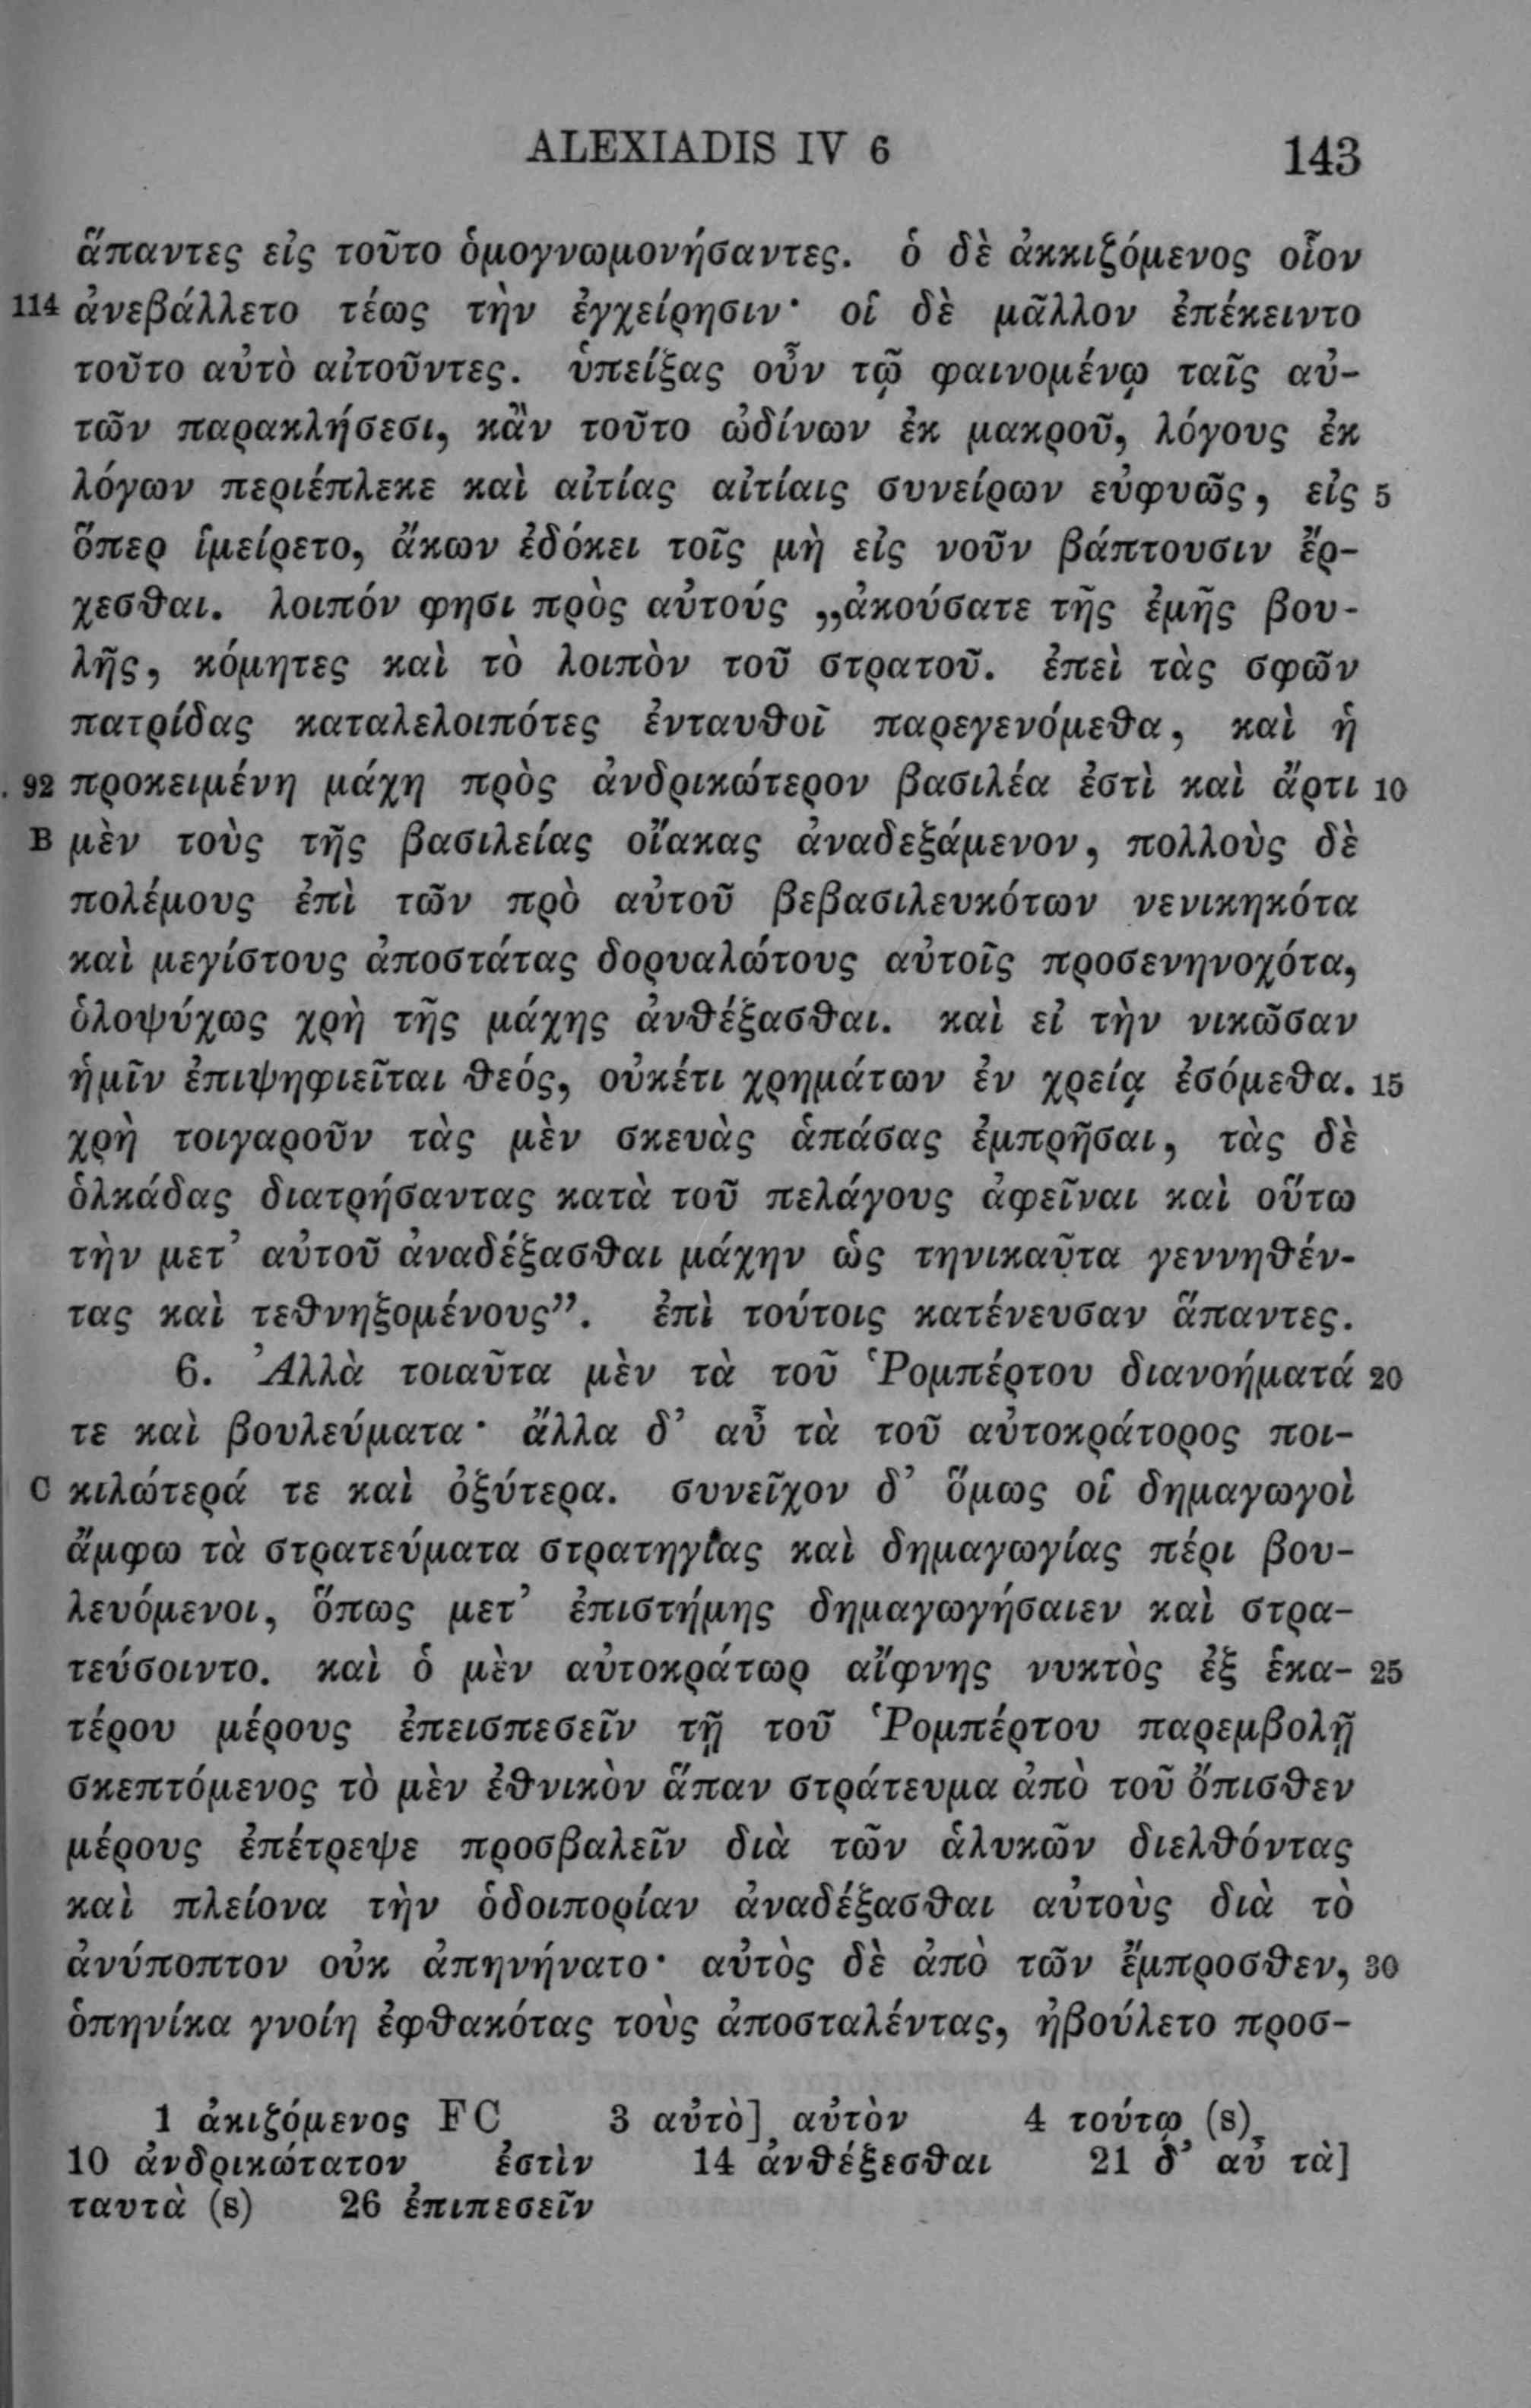 ALEXIADIS IV 6 143
ἅπαντες εἰς τοῦτο ὁμογνωμονήσαντες. ὁ δὲ ἀκκιζόμενος οἷον
114 ἀνεβάλλετο τέως τὴν ἐγχείρησιν· οἱ δὲ μᾶλλον ἐπέκειντο
τοῦτο αὐτὸ αἰτοῦντες. ὑπείξας οὖν τῷ φαινομένῳ ταῖς αὐ-
τῶν παρακλήσεσι, κἂν τοῦτο ὠδίνων ἐκ μακροῦ, λόγους ἐκ
λόγων περιέπλεκε καὶ αἰτίας αἰτίαις συνείρων εὐφυῶς, εἰς 5
ὅπερ ἱμείρετο, ἄκων ἐδόκει τοῖς μὴ εἰς νοῦν βάπτουσιν ἔρ-
χεσθαι. λοιπόν φησι πρὸς αὐτούς „ἀκούσατε τῆς ἐμῆς βου-
λῆς, κόμητες καὶ τὸ λοιπὸν τοῦ στρατοῦ. ἐπεὶ τὰς σφῶν
πατρίδας καταλελοιπότες ἐνταυθοῖ παρεγενόμεθα, καὶ ἡ
. 92 προκειμένη μάχη πρὸς ἀνδρικώτερον βασιλέα ἐστὶ καὶ ἄρτι 10
B μὲν τοὺς τῆς βασιλείας οἴακας ἀναδεξάμενον, πολλοὺς δὲ
πολέμους ἐπὶ τῶν πρὸ αὐτοῦ βεβασιλευκότων νενικηκότα
καὶ μεγίστους ἀποστάτας δορυαλώτους αὐτοῖς προσενηνοχότα,
ὁλοψύχως χρὴ τῆς μάχης ἀνθέξασθαι. καὶ εἰ τὴν νικῶσαν
ἡμῖν ἐπιψηφιεῖται θεός, οὐκέτι χρημάτων ἐν χρείᾳ ἐσόμεθα. 15
χρὴ τοιγαροῦν τὰς μὲν σκευὰς ἁπάσας ἐμπρῆσαι, τὰς δὲ
ὁλκάδας διατρήσαντας κατὰ τοῦ πελάγους ἀφεῖναι καὶ οὕτω
τὴν μετ’ αὐτοῦ ἀναδέξασθαι μάχην ὡς τηνικαῦτα γεννηθέν-
τας καὶ τεθνηξομένους”. ἐπὶ τούτοις κατένευσαν ἅπαντες.
6. Ἀλλὰ τοιαῦτα μὲν τὰ τοῦ Ῥομπέρτου διανοήματά 20
τε καὶ βουλεύματα· ἄλλα δ’ αὖ τὰ τοῦ αὐτοκράτορος ποι-
C κιλώτερά τε καὶ ὀξύτερα. συνεῖχον δ’ ὅμως οἱ δημαγωγοὶ
ἄμφω τὰ στρατεύματα στρατηγίας καὶ δημαγωγίας πέρι βου-
λευόμενοι, ὅπως μετ’ ἐπιστήμης δημαγωγήσαιεν καὶ στρα-
τεύσοιντο. καὶ ὁ μὲν αὐτοκράτωρ αἴφνης νυκτὸς ἐξ ἑκα- 25
τέρου μέρους ἐπεισπεσεῖν τῇ τοῦ Ῥομπέρτου παρεμβολῇ
σκεπτόμενος τὸ μὲν ἐθνικὸν ἅπαν στράτευμα ἀπὸ τοῦ ὄπισθεν
μέρους ἐπέτρεψε προσβαλεῖν διὰ τῶν ἁλυκῶν διελθόντας
καὶ πλείονα τὴν ὁδοιπορίαν ἀναδέξασθαι αὐτοὺς διὰ τὸ
ἀνύποπτον οὐκ ἀπηνήνατο· αὐτὸς δὲ ἀπὸ τῶν ἔμπροσθεν, 30
ὁπηνίκα γνοίη ἐφθακότας τοὺς ἀποσταλέντας, ἠβούλετο προσ-
1 ἀκιζόμενος FC 3 αὐτὸ] αὐτὸν 4 τούτῳ (s)
10 ἀνδρικώτατον ἐστὶν 14 ἀνθέξεσθαι 21 δ’ αὖ τὰ]
ταυτὰ (s) 26 ἐπιπεσεῖν